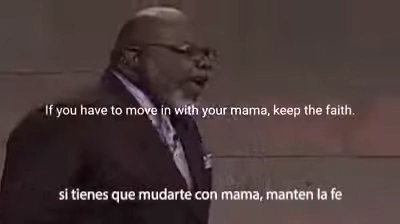 If you have to move in with your mama, keep the faith.
si tienes que mudarte con mama, manten la fe